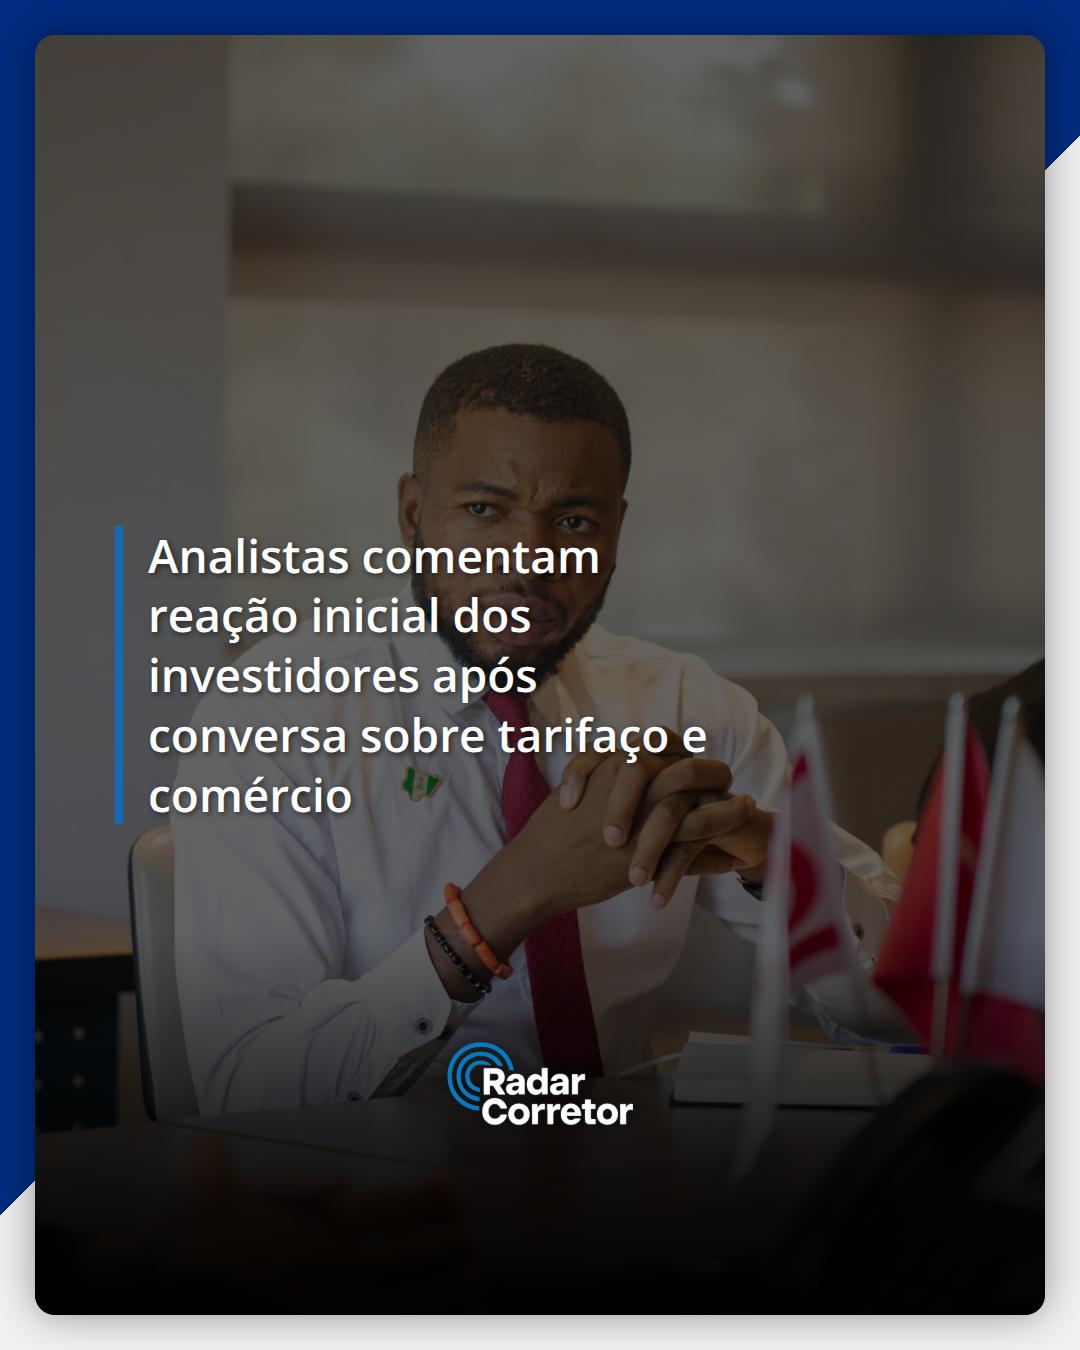 Analistas comentam
reação inicial dos
investidores após
conversa sobre tarifaço e
comércio
Radar
Corretor